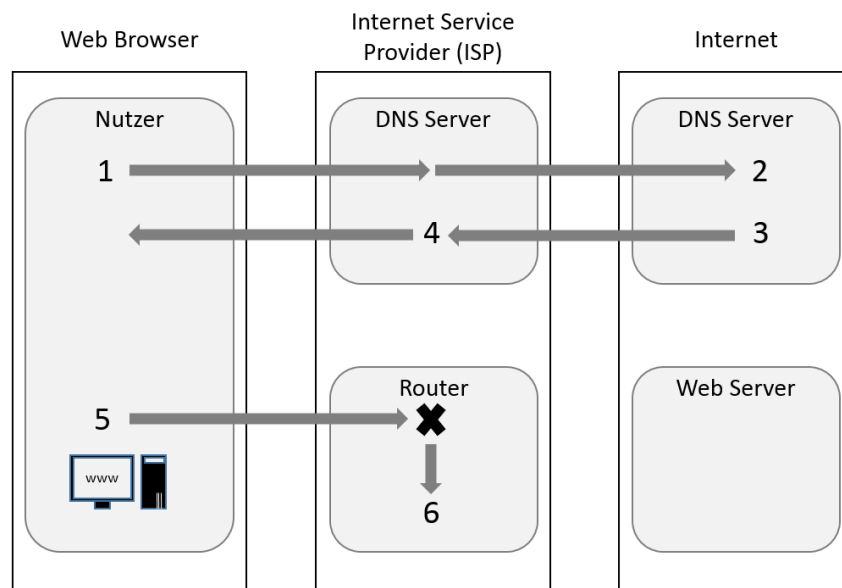 Web Browser
Internet Service
Provider (ISP)
Internet
Nutzer
DNS Server
DNS Server
1
2
4
3
Router
Web Server
5
www
6